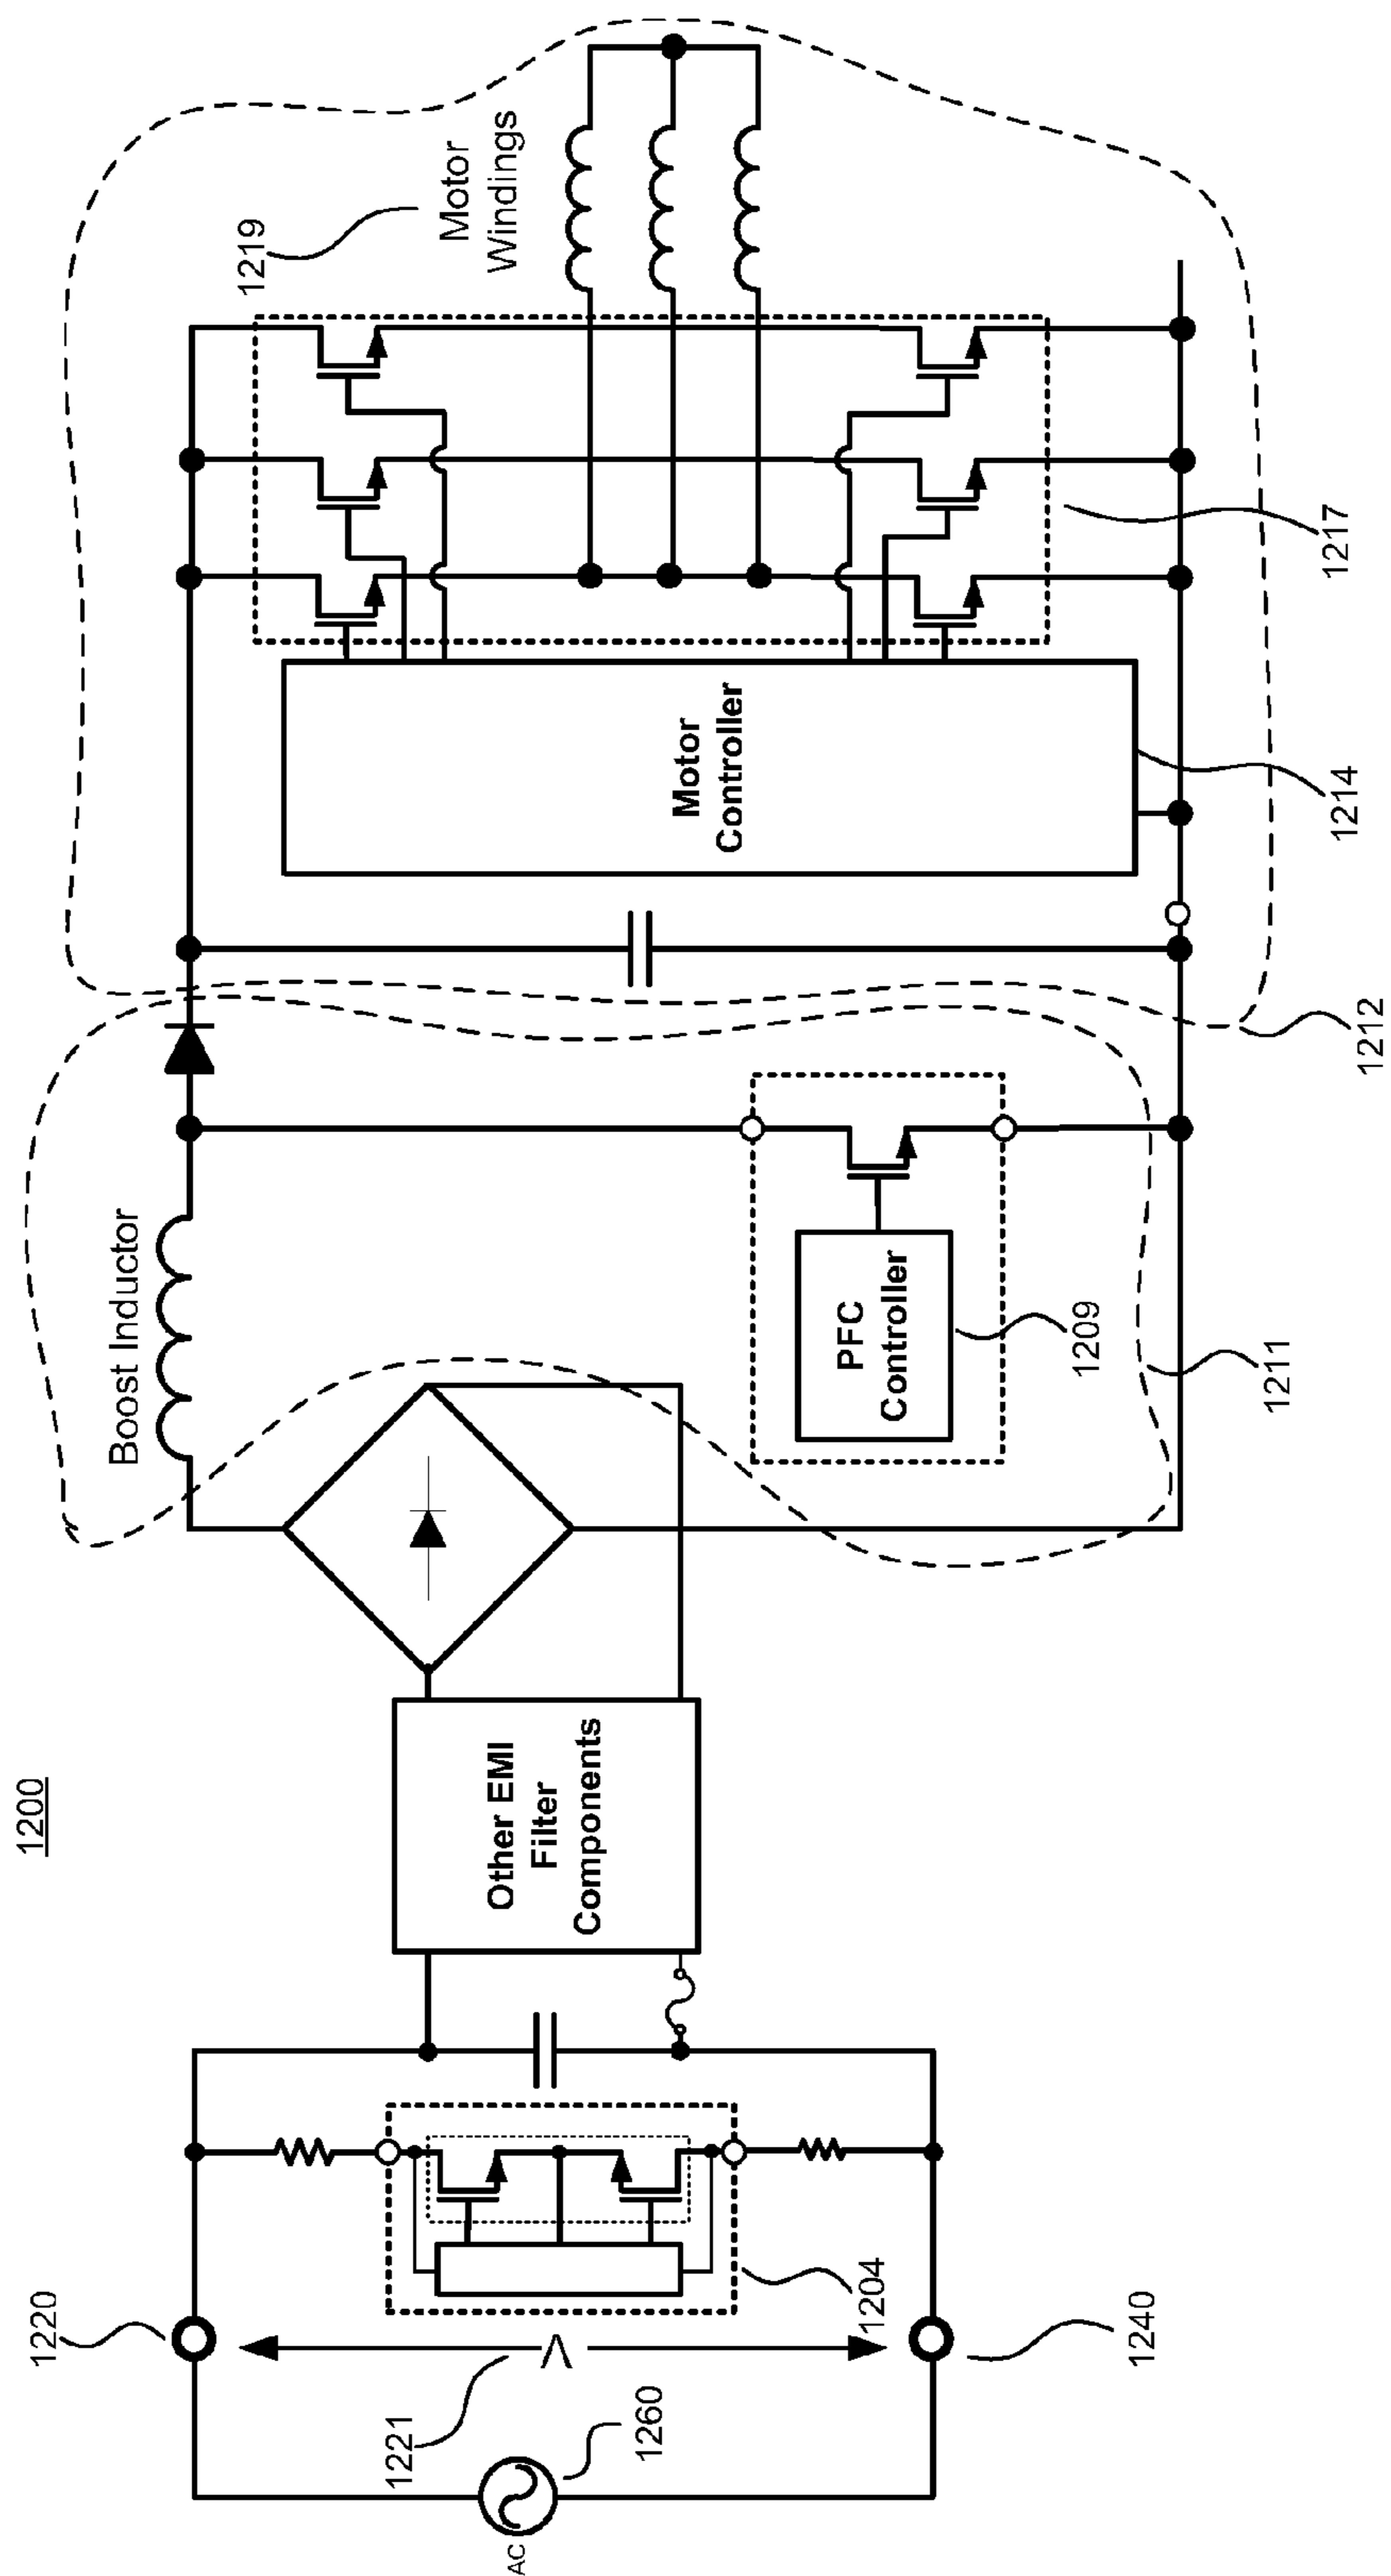 1200
AC
1260
1221
V
1220
1240
1204
Other EMI
Filter
Components
Boost Inductor
PFC
Controller
1209
1211
1212
Motor
Controller
1214
1217
1219
Motor
Windings